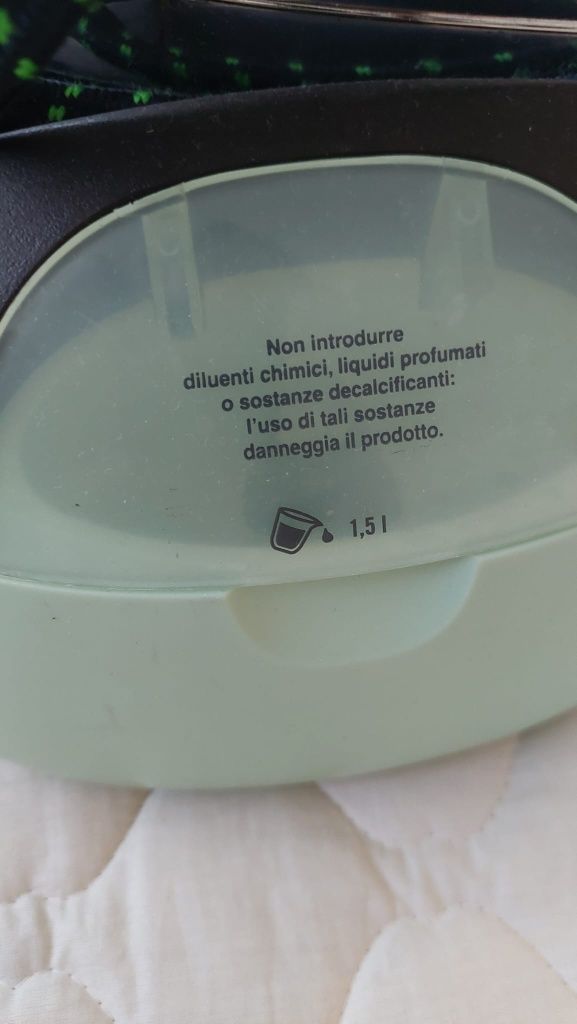 Non introdurre
diluenti chimici, liquidi profumati
o sostanze decalcificanti:
l'uso di tali sostanze
danneggia il prodotto.
1,5 l